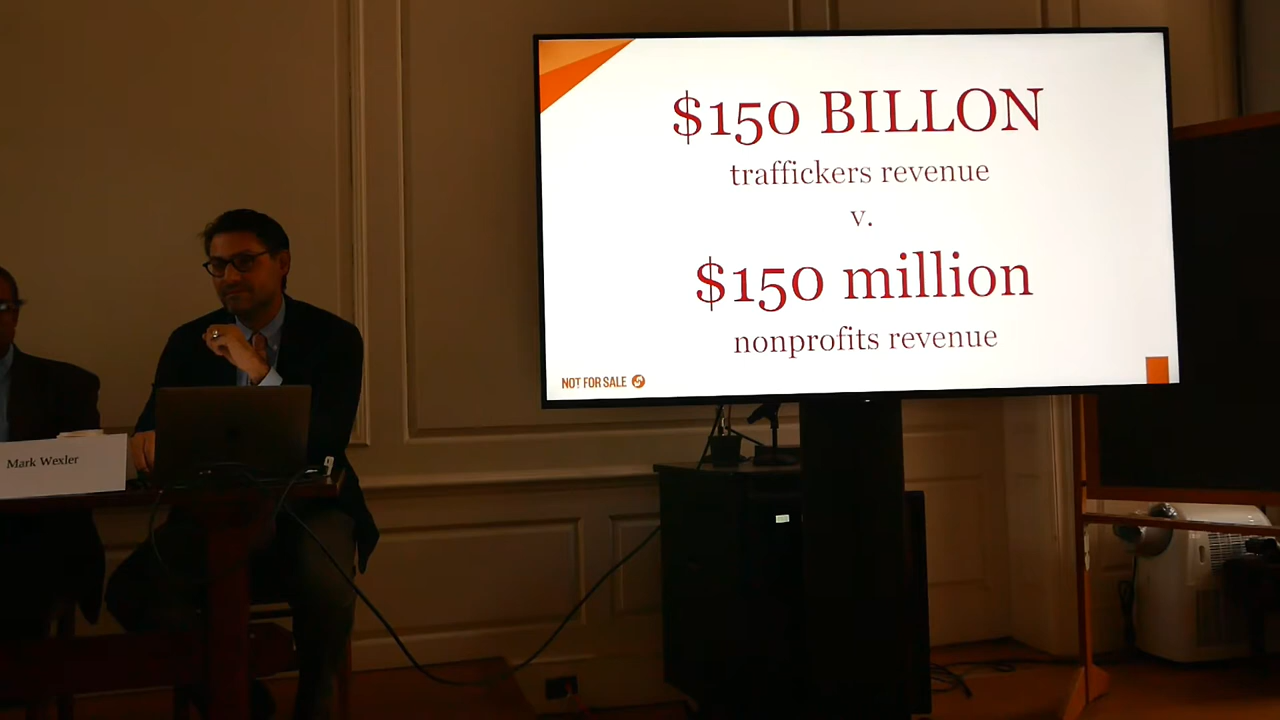 $150 BILLON
traffickers revenue
v.
$150 million
nonprofits revenue
NOT FOR SALE
Mark Wexler